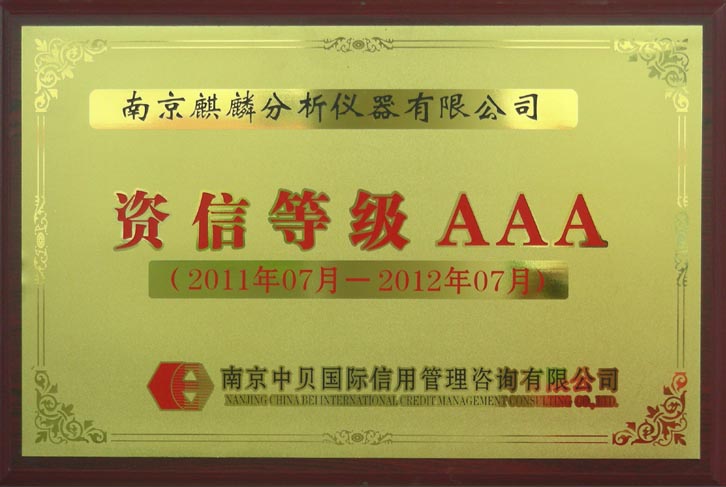 南京麒麟分析仪器有限公司
资信等级 AAA
(2011年07月－2012年07月)
南京中贝国际信用管理咨询有限公司
NANJING CHINA BEI INTERNATIONAL CREDIT MANAGEMENT CONSULTING CO.,LTD.